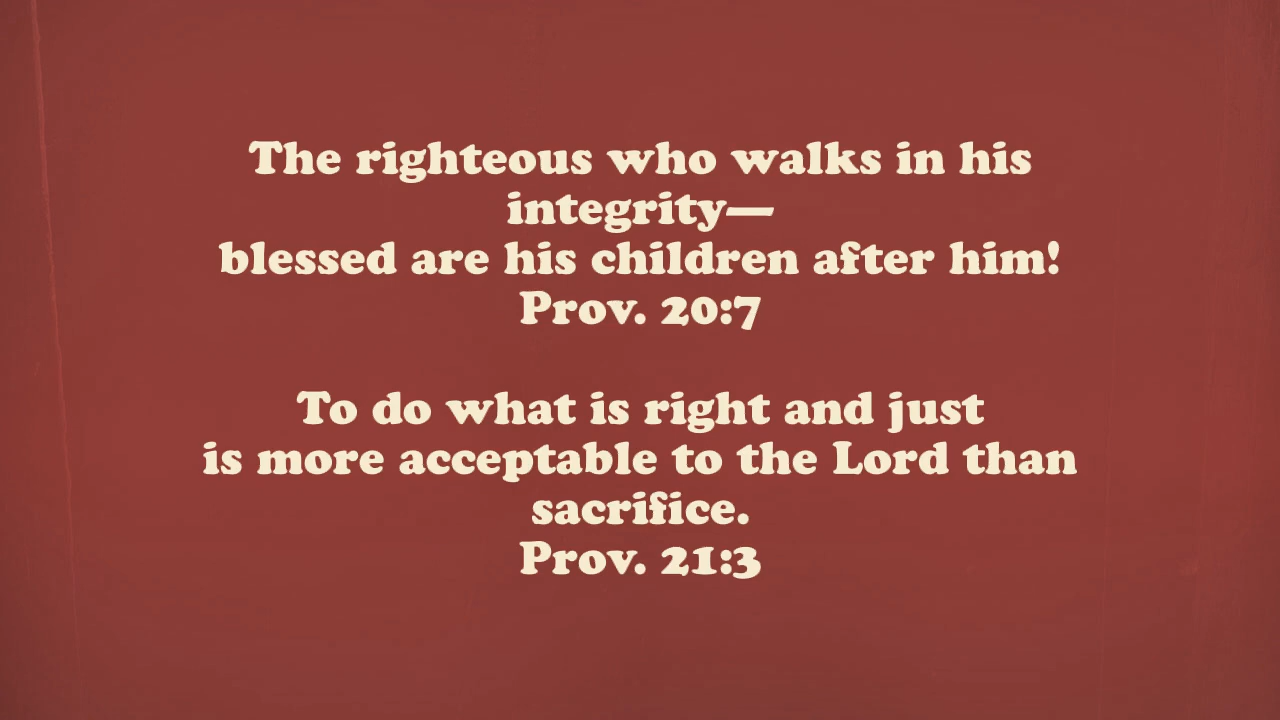 The righteous who walks in his
integrity—
blessed are his children after him!
Prov. 20:7
To do what is right and just
is more acceptable to the Lord than
sacrifice.
Prov. 21:3